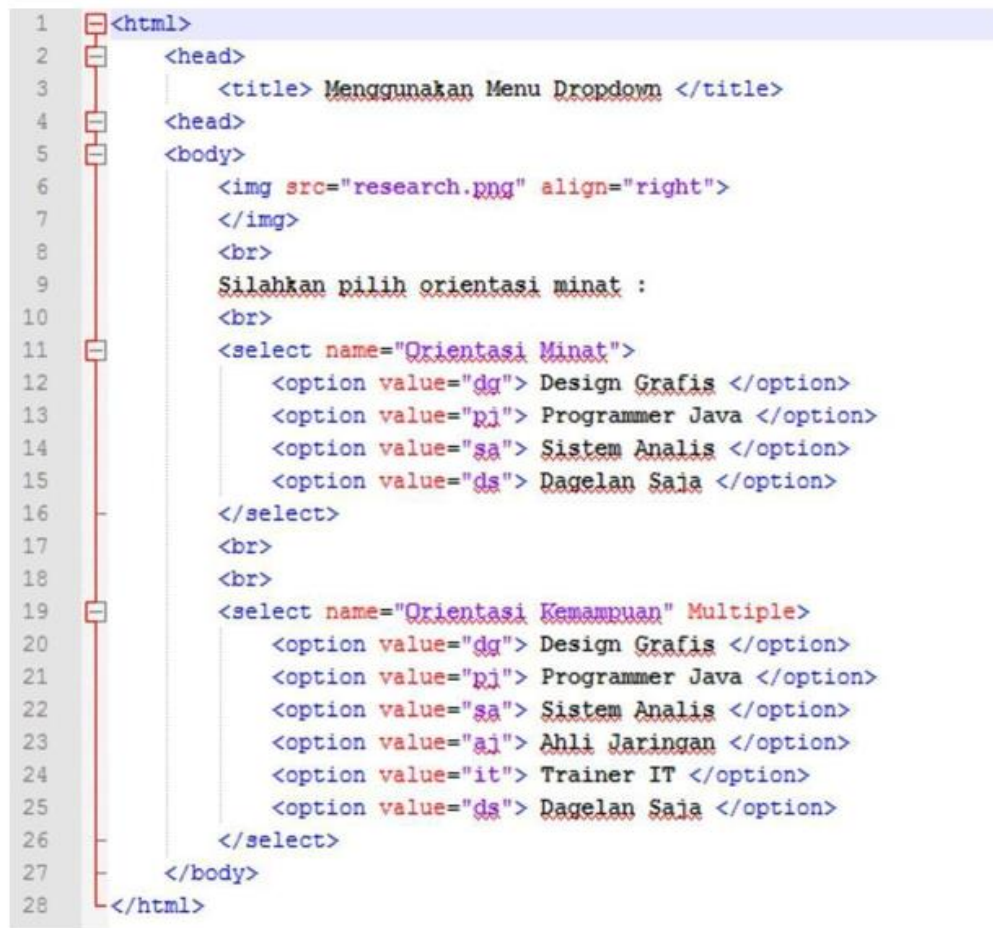 1 <html>
2 <head>
3 <title> Menggunakan Menu Dropdown </title>
4 <head>
5 <body>
6 <img src="research.png" align="right">
7 </img>
8 <br>
9 Silahkan pilih orientasi minat :
10 <br>
11 <select name="Orientasi Minat">
12 <option value="dg"> Design Grafis </option>
13 <option value="pj"> Programmer Java </option>
14 <option value="sa"> Sistem Analis </option>
15 <option value="ds"> Dagelan Saja </option>
16 </select>
17 <br>
18 <br>
19 <select name="Orientasi Kemampuan" Multiple>
20 <option value="dg"> Design Grafis </option>
21 <option value="pj"> Programmer Java </option>
22 <option value="sa"> Sistem Analis </option>
23 <option value="aj"> Ahli Jaringan </option>
24 <option value="it"> Trainer IT </option>
25 <option value="ds"> Dagelan Saja </option>
26 </select>
27 </body>
28 </html>